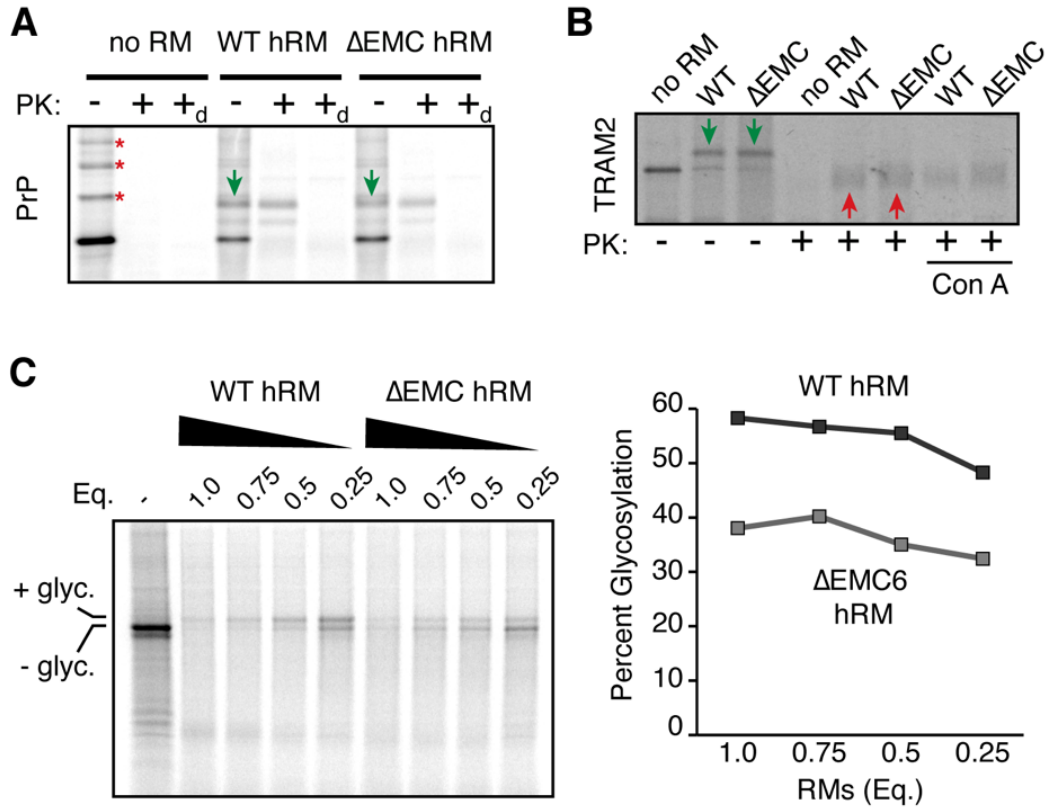 A
no RM WT hRM ΔEMC hRM
PK: - + +d - + +d - + +d
PrP
*
*
*
B
no RM WT ΔEMC no RM WT ΔEMC WT ΔEMC
TRAM2
PK: - - - + + + + +
Con A
C
WT hRM ΔEMC hRM
Eq. - 1.0 0.75 0.5 0.25 1.0 0.75 0.5 0.25
+ glyc.
- glyc.
WT hRM
60
50
40
30
20
10
0
Percent Glycosylation
ΔEMC6
hRM
1.0 0.75 0.5 0.25
RMs (Eq.)